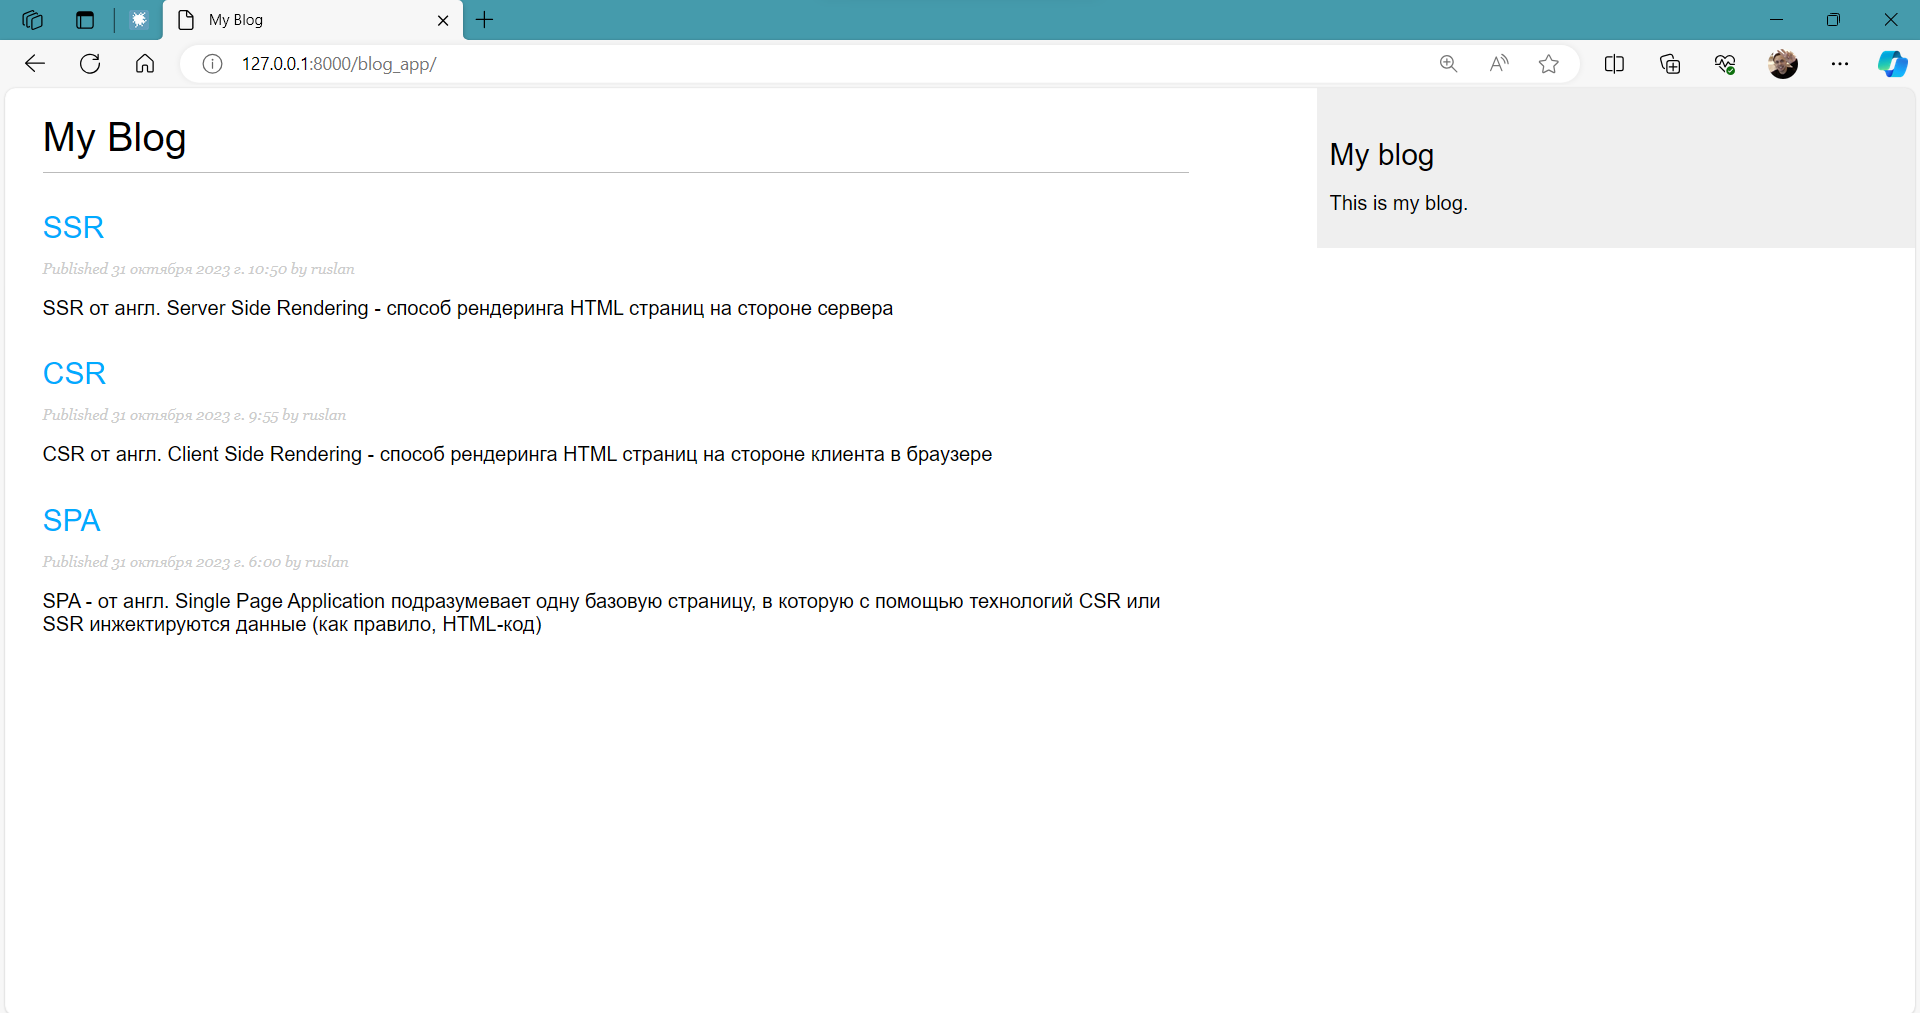 My Blog
127.0.0.1:8000/blog_app/
My Blog
SSR
Published 31 октября 2023 г. 10:50 by ruslan
SSR от англ. Server Side Rendering - способ рендеринга HTML страниц на стороне сервера
CSR
Published 31 октября 2023 г. 9:55 by ruslan
CSR от англ. Client Side Rendering - способ рендеринга HTML страниц на стороне клиента в браузере
SPA
Published 31 октября 2023 г. 6:00 by ruslan
SPA - от англ. Single Page Application подразумевает одну базовую страницу, в которую с помощью технологий CSR или
SSR инжектируются данные (как правило, HTML-код)
My blog
This is my blog.